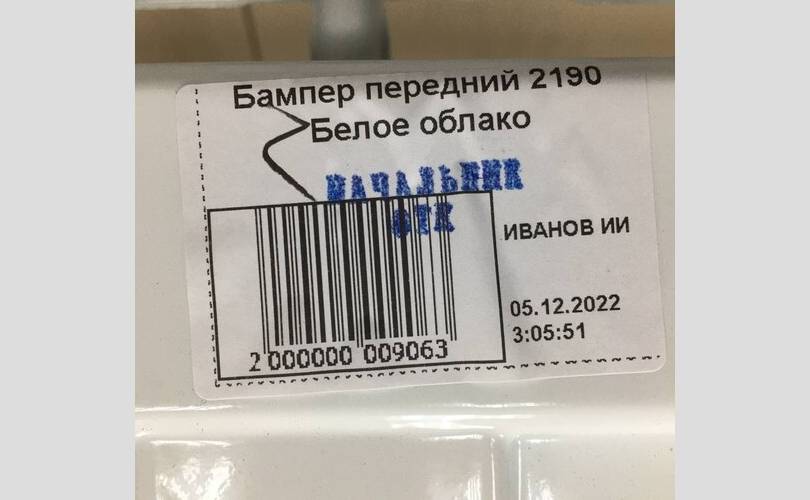 Бампер передний 2190
Белое облако
НАЧАЛЬНИК
ОТК
ИВАНОВ ИИ
05.12.2022
3:05:51
2 000000 009063